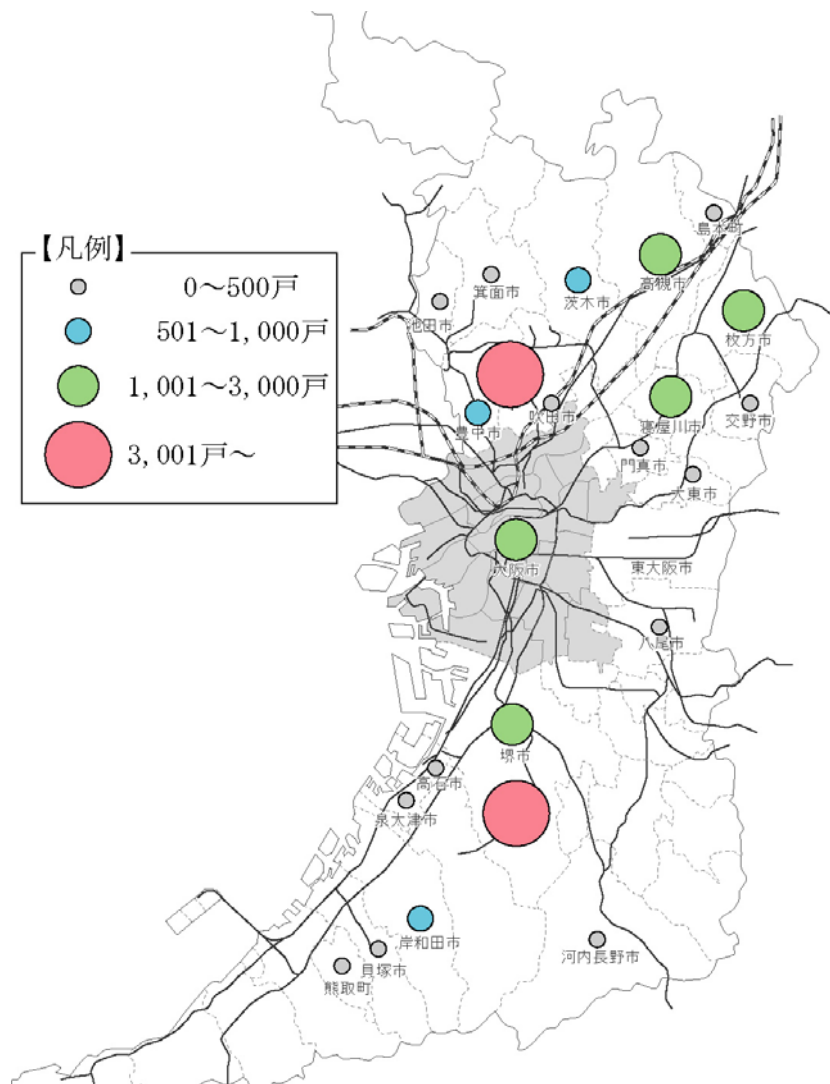 【凡例】
0～500戸
501～1,000戸
1,001～3,000戸
3,001戸～
島本町
高槻市
茨木市
箕面市
池田市
枚方市
豊中市
吹田市
寝屋川市
交野市
門真市
大東市
大阪市
東大阪市
八尾市
堺市
高石市
泉大津市
岸和田市
貝塚市
熊取町
河内長野市